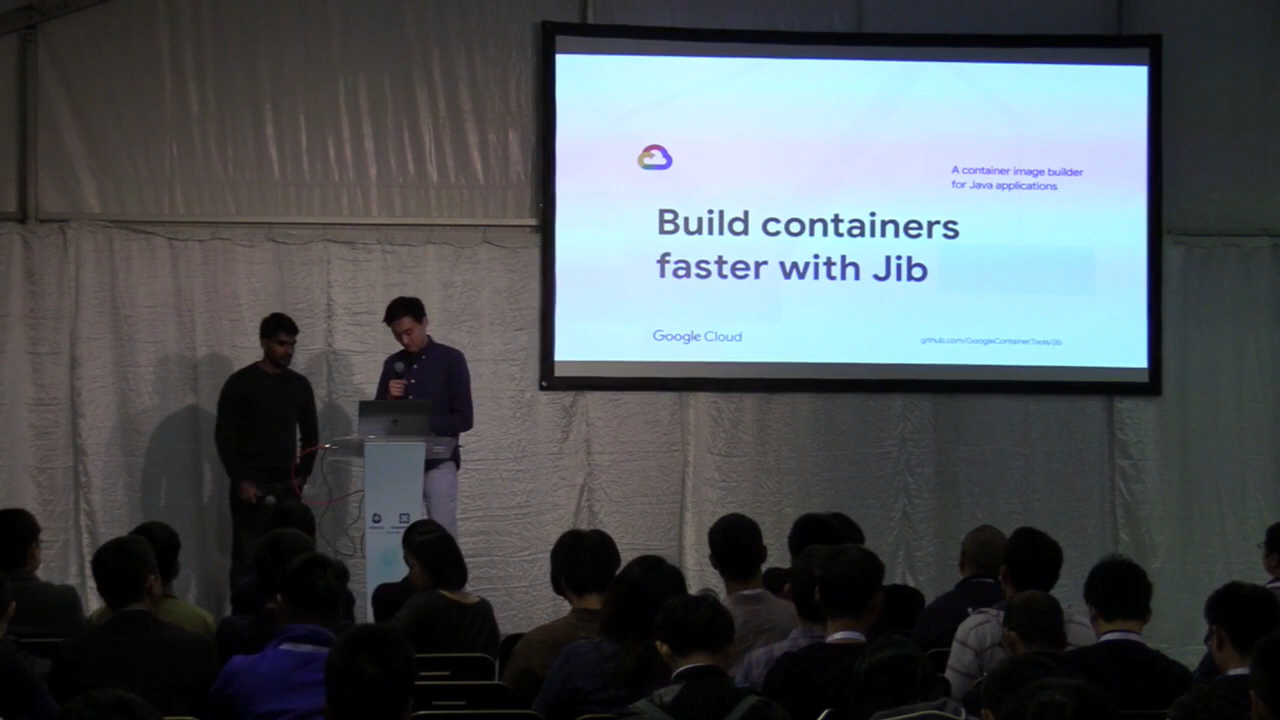 A container image builder
for Java applications
Build containers
faster with Jib
Google Cloud
github.com/GoogleContainerTools/jib